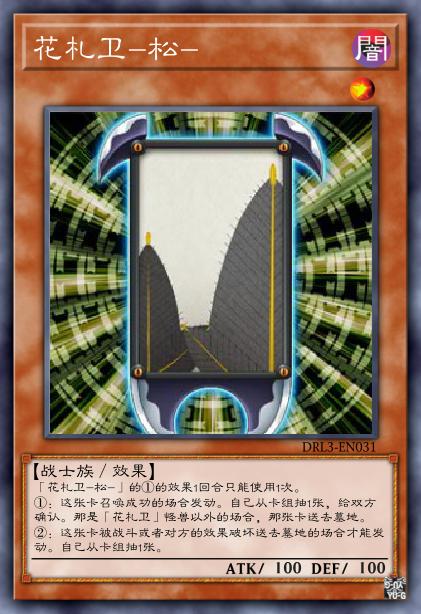 花札卫-松-
闇
DRL3-EN031
【战士族／效果】
「花札卫-松-」的①的效果1回合只能使用1次。
①：这张卡召唤成功的场合发动。自己从卡组抽1张，给双方
确认。那是「花札卫」怪兽以外的场合，那张卡送去墓地。
②：这张卡被战斗或者对方的效果破坏送去墓地的场合才能发
动。自己从卡组抽1张。
ATK/ 100 DEF/ 100